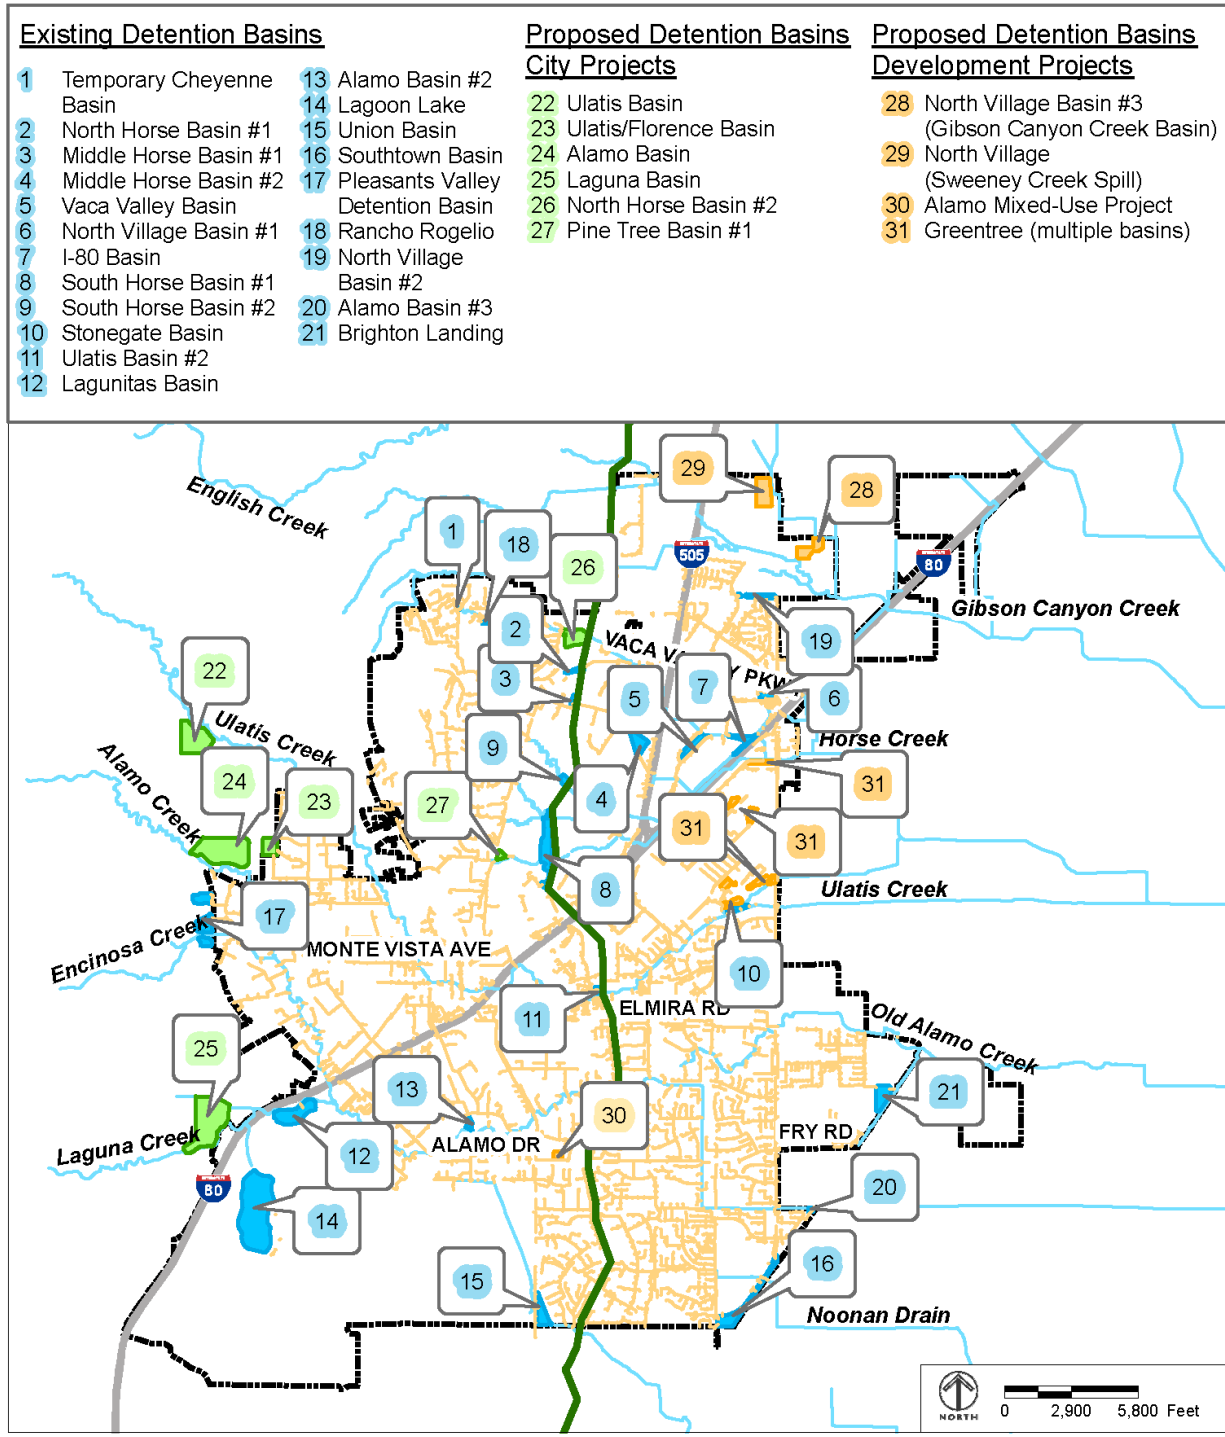 Existing Detention Basins
1 Temporary Cheyenne
Basin
2 North Horse Basin #1
3 Middle Horse Basin #1
4 Middle Horse Basin #2
5 Vaca Valley Basin
6 North Village Basin #1
7 I-80 Basin
8 South Horse Basin #1
9 South Horse Basin #2
10 Stonegate Basin
11 Ulatis Basin #2
12 Lagunitas Basin
13 Alamo Basin #2
14 Lagoon Lake
15 Union Basin
16 Southtown Basin
17 Pleasants Valley
Detention Basin
18 Rancho Rogelio
19 North Village
Basin #2
20 Alamo Basin #3
21 Brighton Landing
Proposed Detention Basins
City Projects
22 Ulatis Basin
23 Ulatis/Florence Basin
24 Alamo Basin
25 Laguna Basin
26 North Horse Basin #2
27 Pine Tree Basin #1
Proposed Detention Basins
Development Projects
28 North Village Basin #3
(Gibson Canyon Creek Basin)
29 North Village
(Sweeney Creek Spill)
30 Alamo Mixed-Use Project
31 Greentree (multiple basins)
29
28
English Creek
1
18
26
505
80
Gibson Canyon Creek
2
VACA VA
Y PKW
19
22
3
5
7
6
Ulatis Creek
9
Horse Creek
Alamo Creek
24
23
27
4
31
31
31
8
Ulatis Creek
17
Encinosa Creek
MONTE VISTA AVE
10
11
ELMIRA RD
Old Alamo Creek
25
13
30
21
Laguna Creek
ALAMO DR
FRY RD
12
80
20
14
16
15
Noonan Drain
NORTH
0 2,900 5,800 Feet